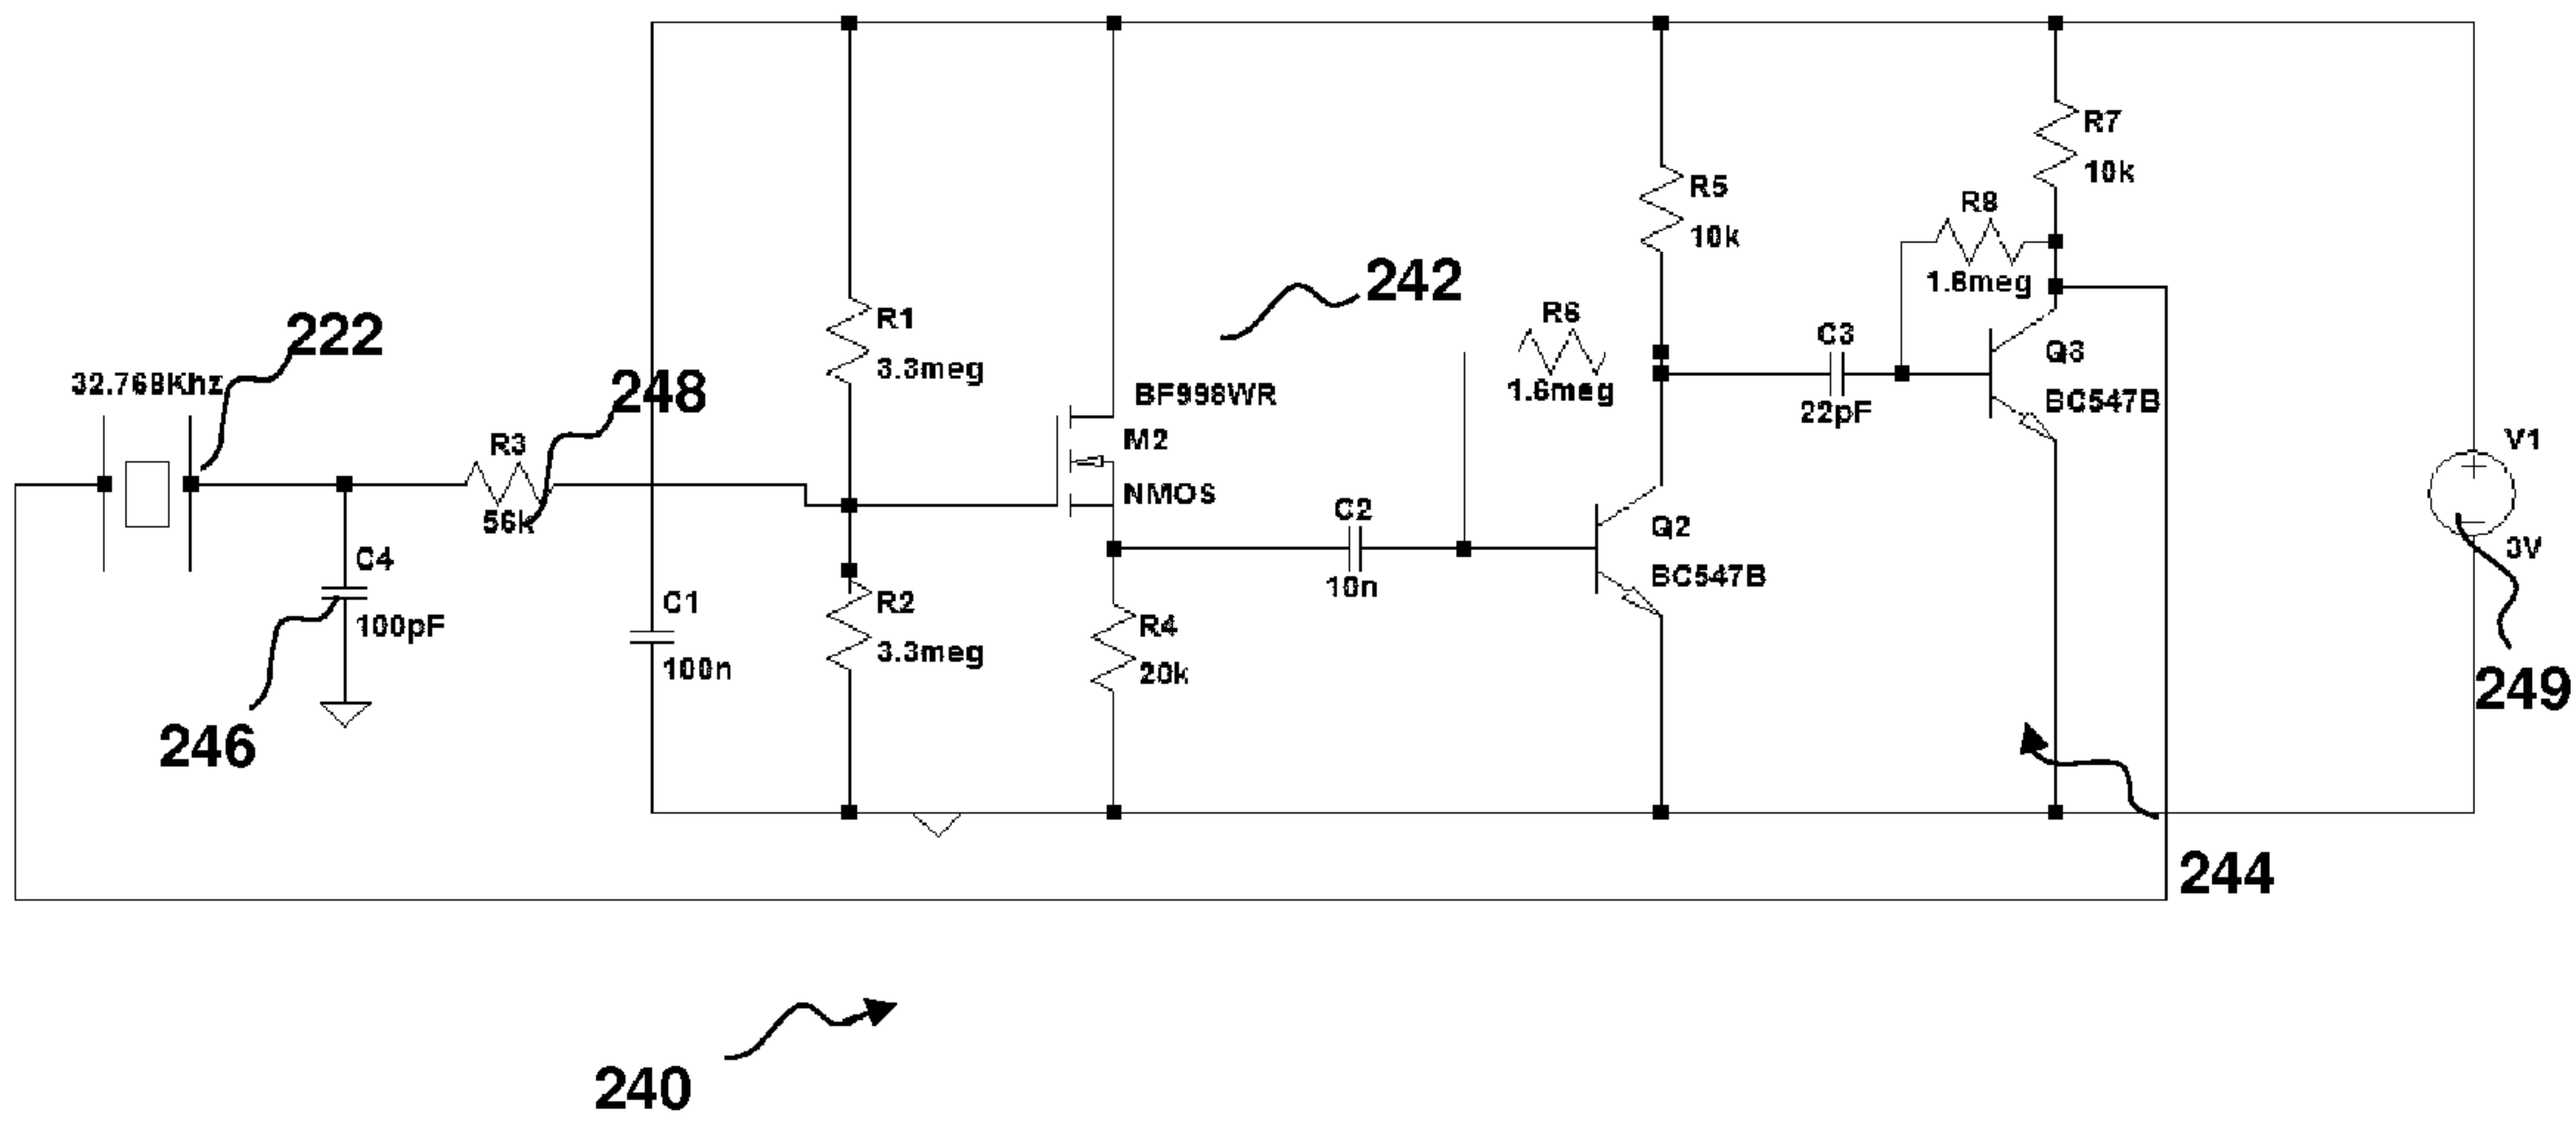 R7
10k
R8
1.8meg
R5
10k
222
242
R1
3.3meg
R6
1.6meg
C3
22pF
Q3
BC547B
32.768Khz
248
BF998WR
M2
NMOS
R3
56k
V1
3V
C2
10n
Q2
BC547B
C4
100pF
C1
100n
R2
3.3meg
R4
20k
246
249
244
240